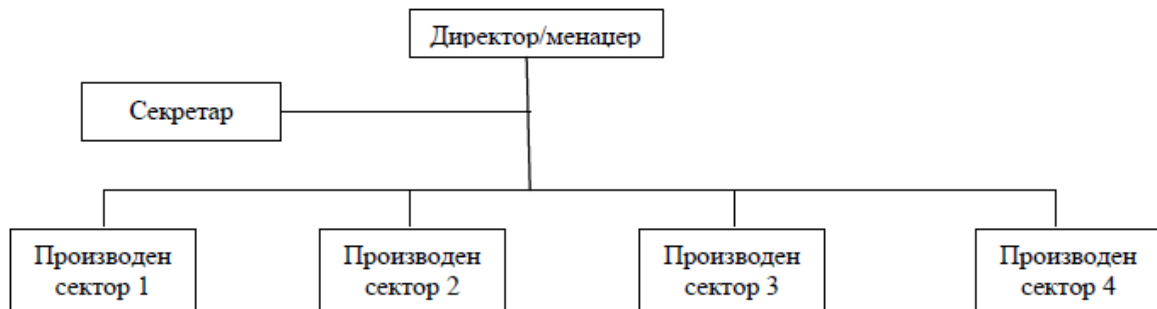 Директор/менаџер
Секретар
Производен
сектор 1
Производен
сектор 2
Производен
сектор 3
Производен
сектор 4